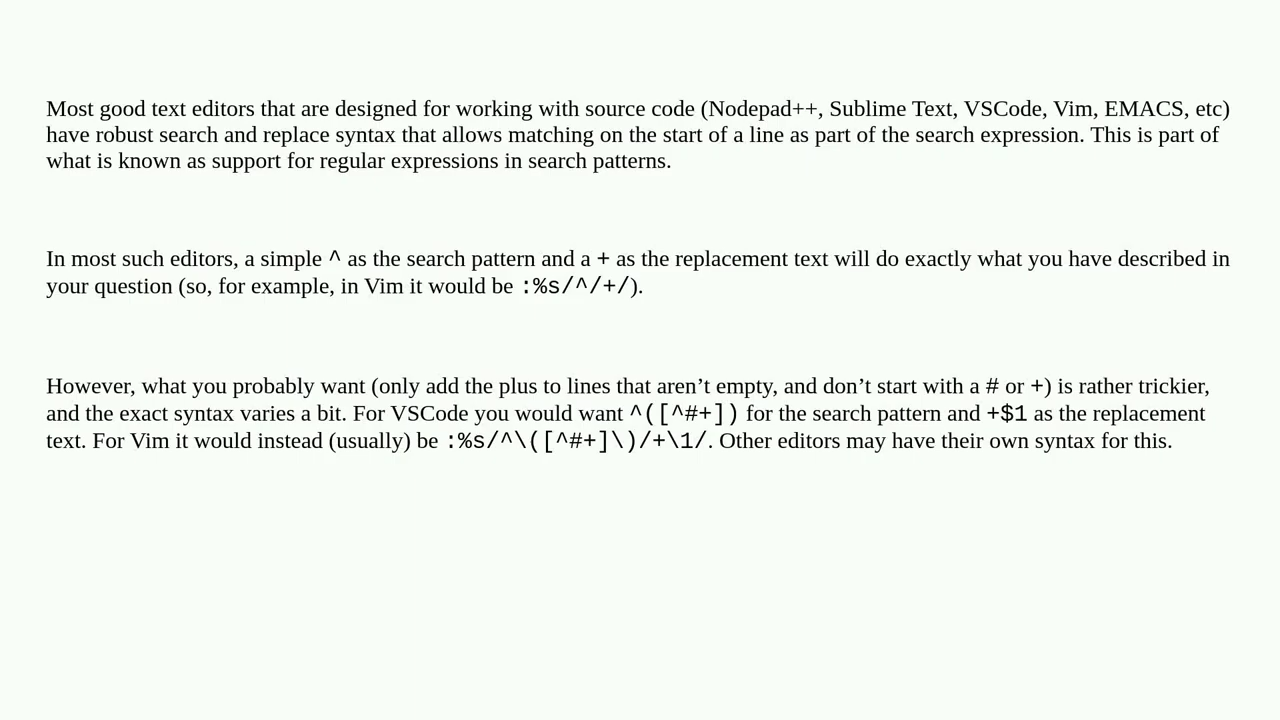 Most good text editors that are designed for working with source code (Nodepad++, Sublime Text, VSCode, Vim, EMACS, etc)
have robust search and replace syntax that allows matching on the start of a line as part of the search expression. This is part of
what is known as support for regular expressions in search patterns.
In most such editors, a simple ^ as the search pattern and a + as the replacement text will do exactly what you have described in
your question (so, for example, in Vim it would be :%s/^/+/).
However, what you probably want (only add the plus to lines that aren’t empty, and don’t start with a # or +) is rather trickier,
and the exact syntax varies a bit. For VSCode you would want ^([^#+]) for the search pattern and +$1 as the replacement
text. For Vim it would instead (usually) be :%s/^\([^#+]\)/+\1/. Other editors may have their own syntax for this.